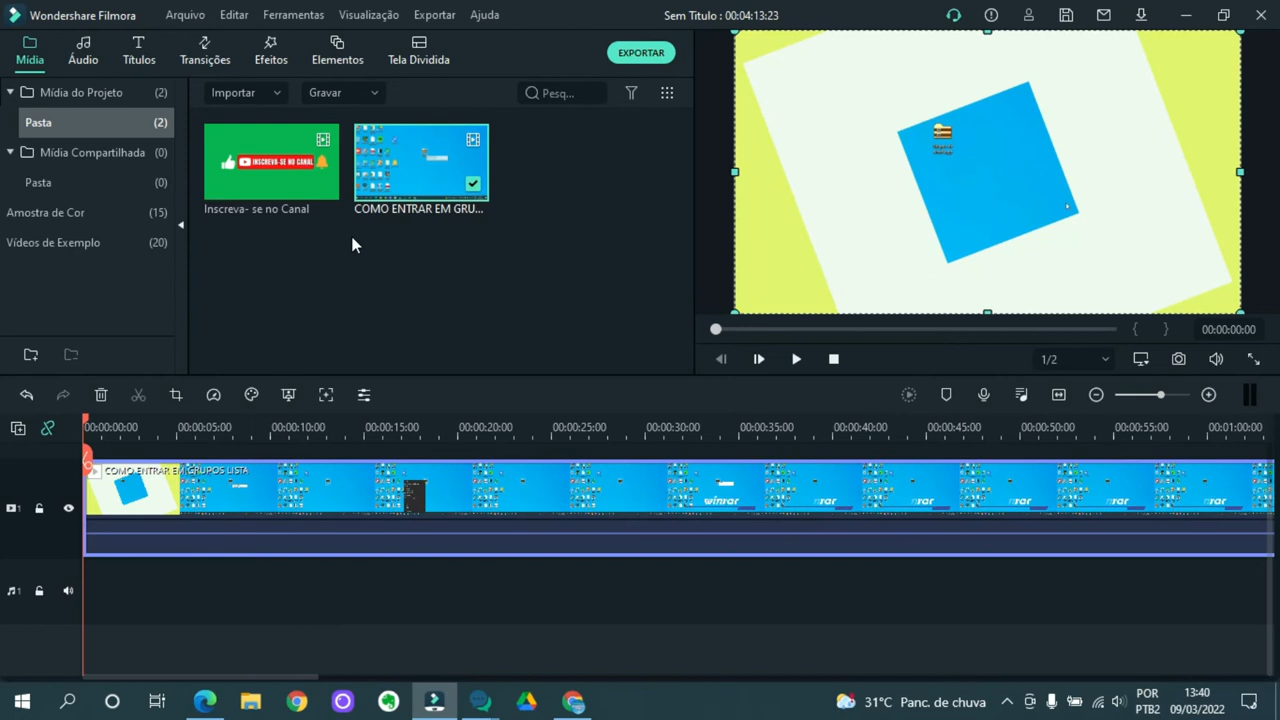 Wondershare Filmora Arquivo Editar Ferramentas Visualização Exportar Ajuda Sem Titulo : 00:04:13:23
Mídia Áudio Títulos Transições Efeitos Elementos Tela Dividida EXPORTAR
Mídia do Projeto (2) Importar Gravar Pesq...
Pasta (2)
Mídia Compartilhada (0)
INSCREVA-SE NO CANAL
Pasta (0)
Inscreva- se no Canal COMO ENTRAR EM GRU...
Amostra de Cor (15)
Vídeos de Exemplo (20)
00:00:00:00
1/2
00:00:00:00 00:00:05:00 00:00:10:00 00:00:15:00 00:00:20:00 00:00:25:00 00:00:30:00 00:00:35:00 00:00:40:00 00:00:45:00 00:00:50:00 00:00:55:00 00:01:00:00
COMO ENTRAR EM GRUPOS LISTA
winrar
1
1
31°C Panc. de chuva POR 13:40
PTB2 09/03/2022